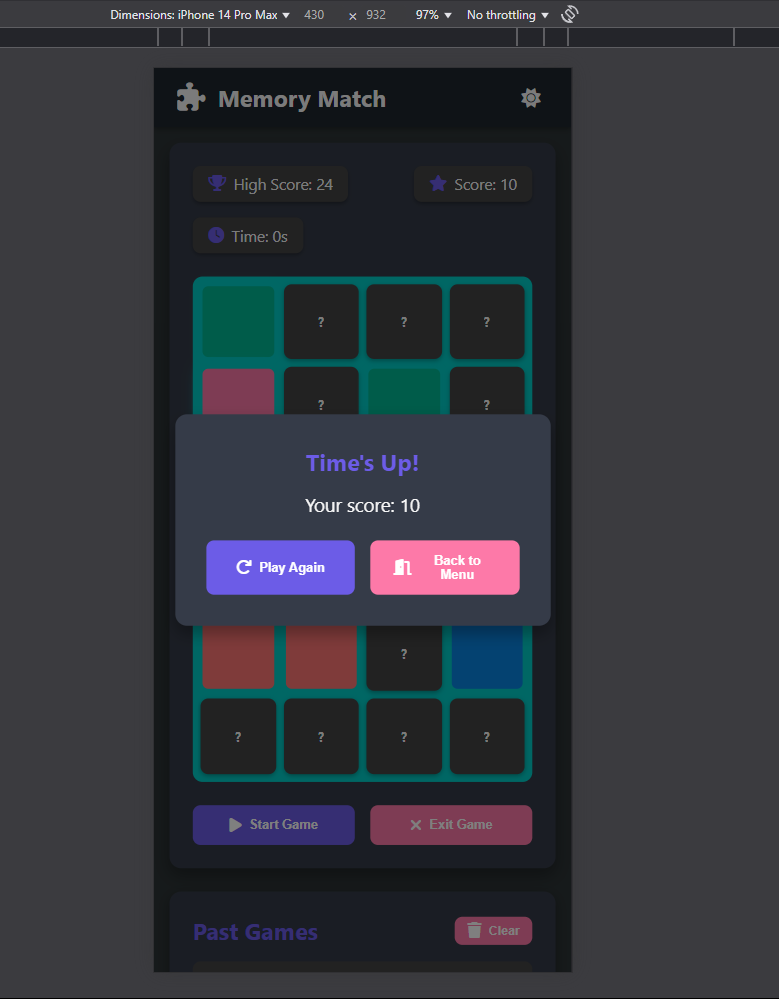 Dimensions: iPhone 14 Pro Max ▼ 430 × 932 97% ▼ No throttling ▼
Memory Match
High Score: 24
Score: 10
Time: 0s
? ? ?
? ?
Time's Up!
Your score: 10
Play Again
Back to
Menu
?
? ? ? ?
Start Game
Exit Game
Past Games
Clear